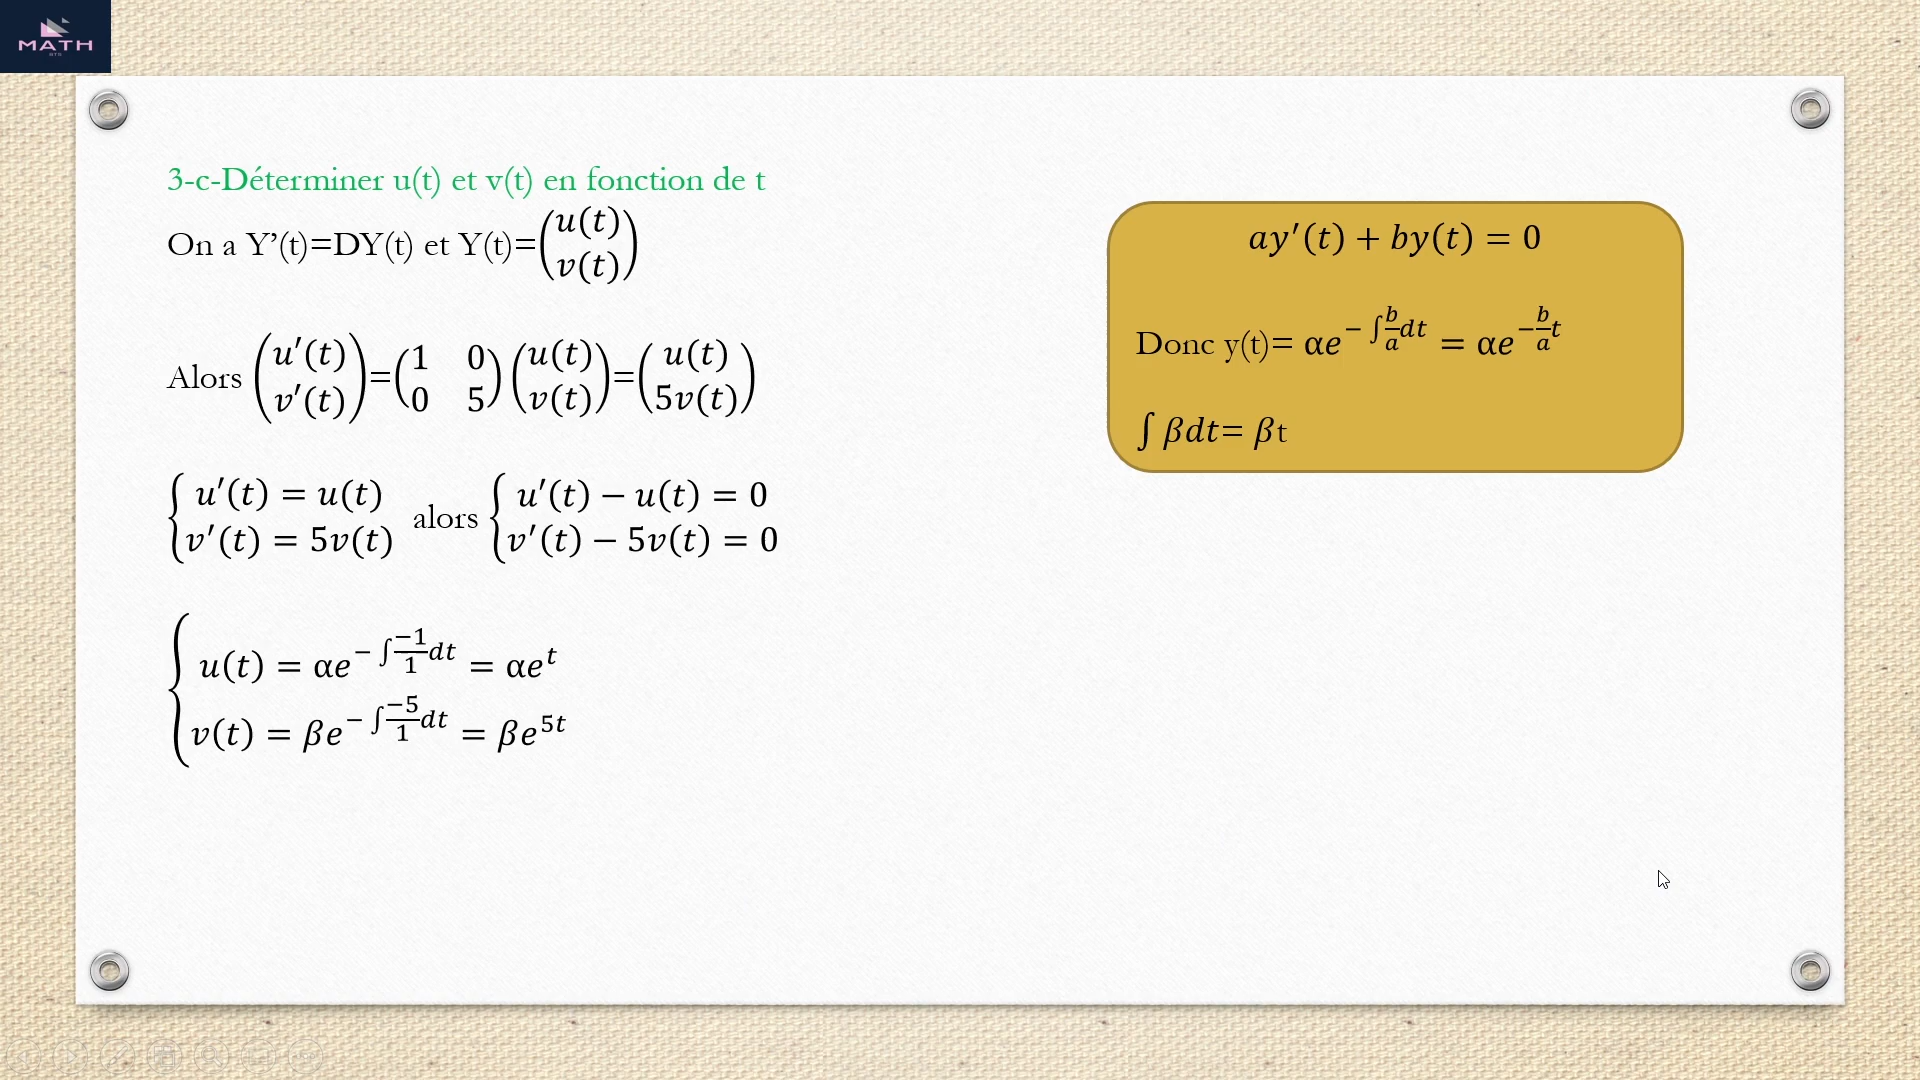 MATH
3-c-Déterminer u(t) et v(t) en fonction de t
On a Y’(t)=DY(t) et Y(t)=(u(t) v(t))
Alors (u′(t) v′(t))=(1 0 0 5)(u(t) v(t))=(u(t) 5v(t))
{u′(t) = u(t) v′(t) = 5v(t) alors {u′(t) − u(t) = 0 v′(t) − 5v(t) = 0
u(t) = αe^{− ∫ −1/1 dt} = αe^t
v(t) = βe^{− ∫ −5/1 dt} = βe^{5t}
ay′(t) + by(t) = 0
Donc y(t)= αe^{− ∫ b/a dt} = αe^{− b/a t}
∫ βdt= βt